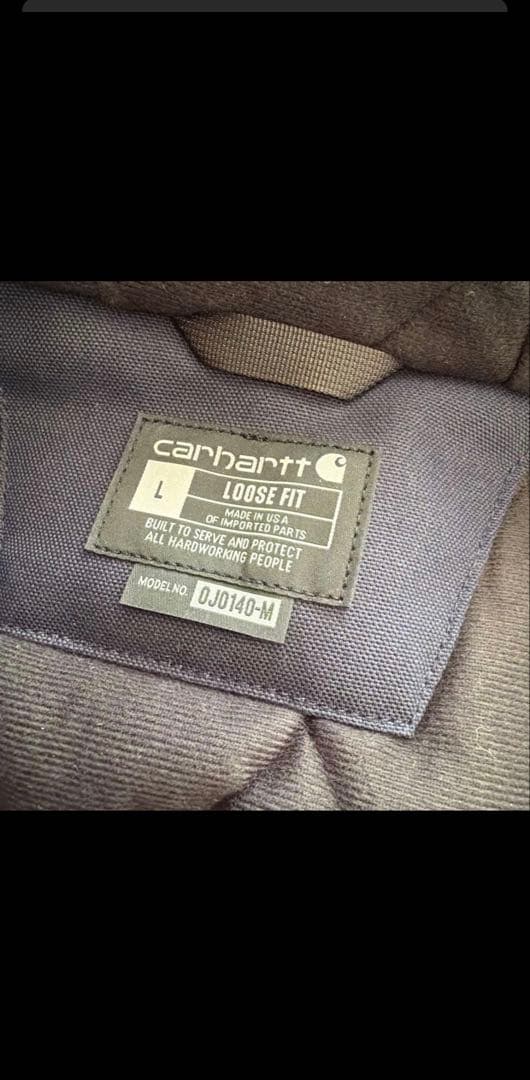 carhartt
L
LOOSE FIT
MADE IN USA
OF IMPORTED PARTS
BUILT TO SERVE AND PROTECT
ALL HARDWORKING PEOPLE
MODEL NO. OJ0140-M